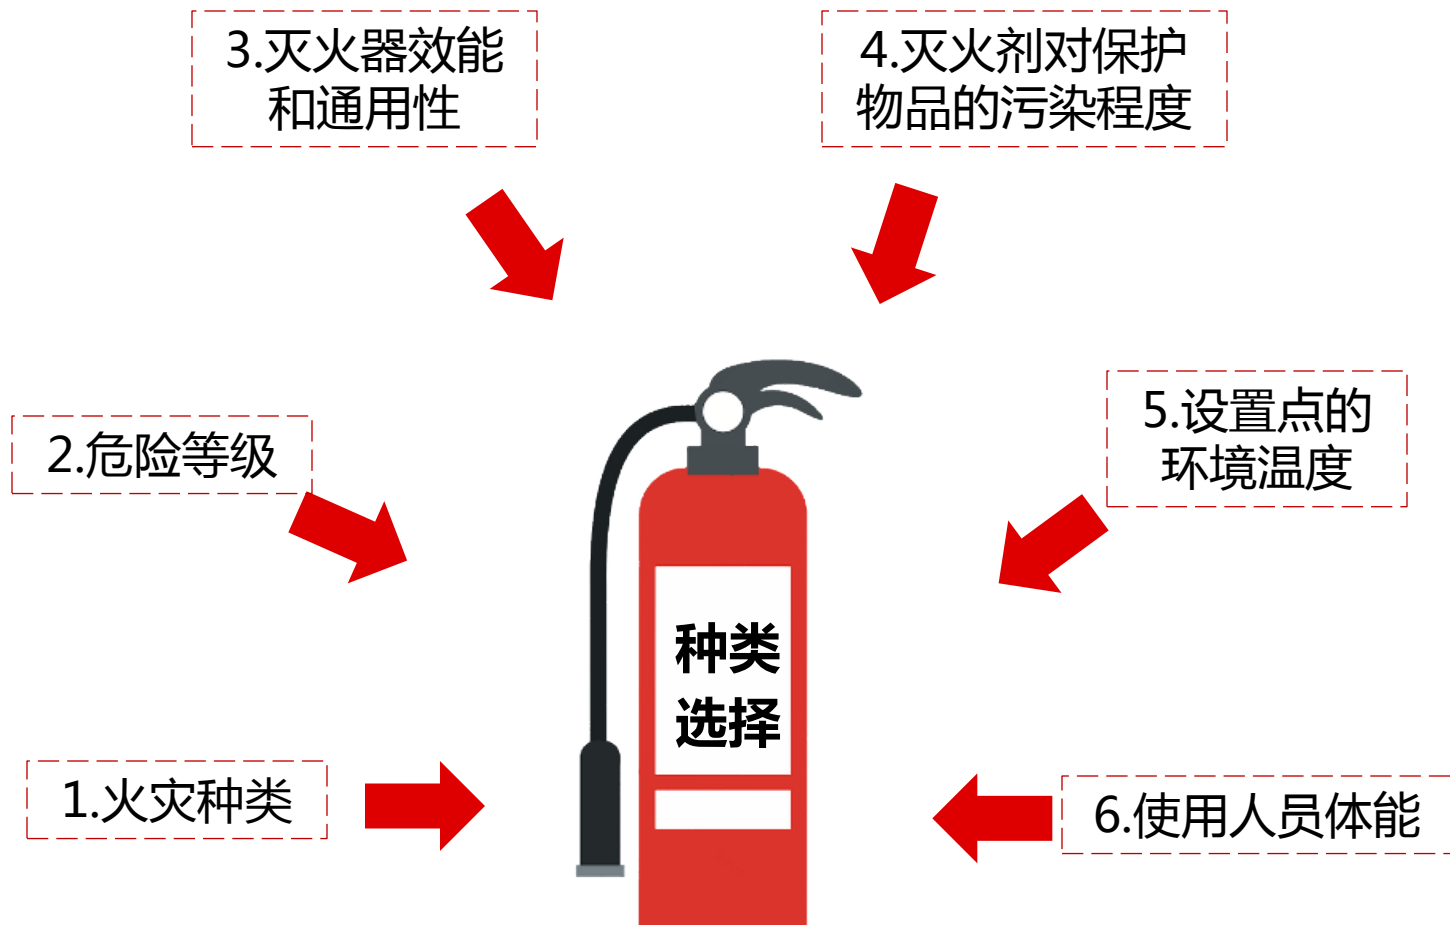 3.灭火器效能
和通用性
4.灭火剂对保护
物品的污染程度
2.危险等级
5.设置点的
环境温度
种类
选择
1.火灾种类
6.使用人员体能